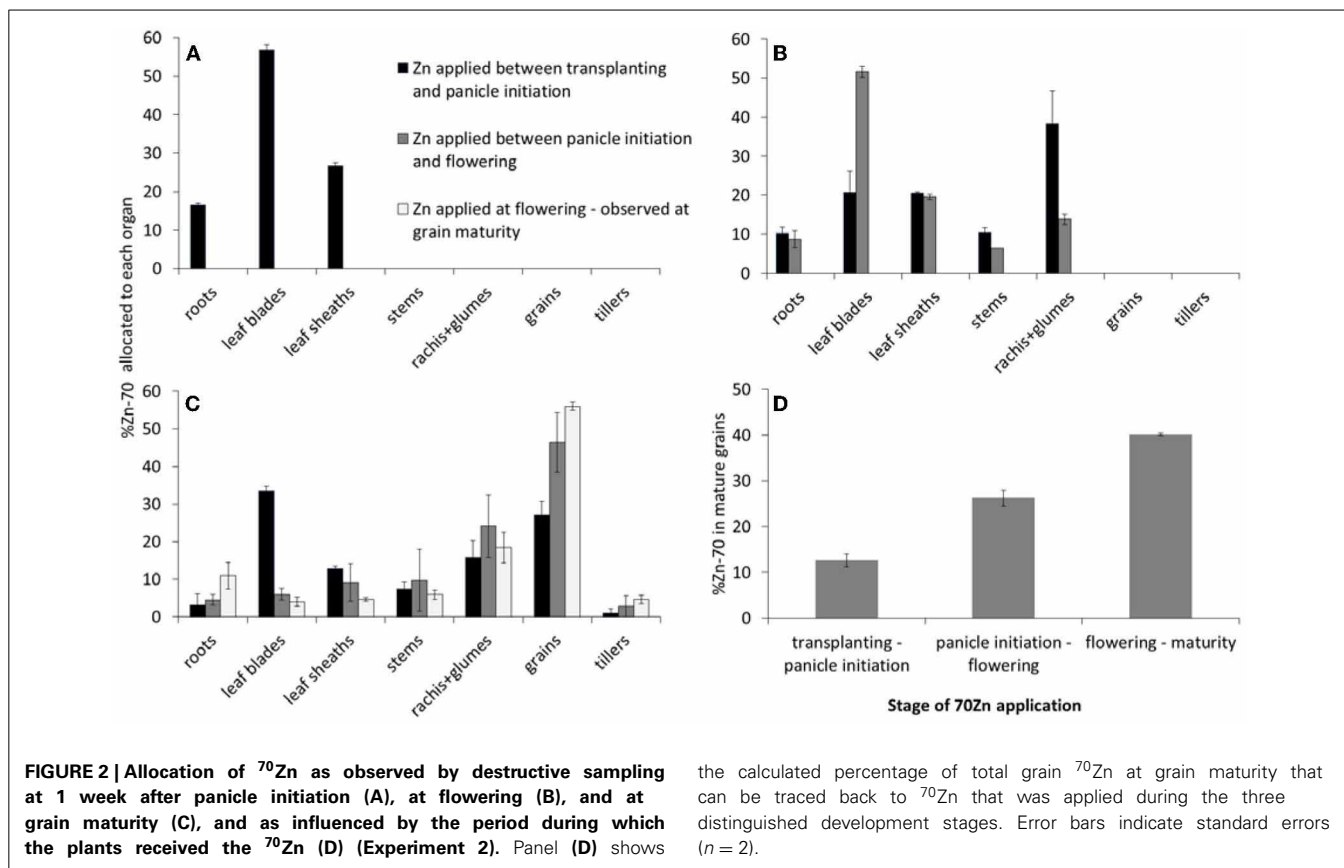 %Zn-70 allocated to each organ
A
60
50
40
30
20
10
0
roots
leaf blades
leaf sheaths
stems
rachis+glumes
grains
tillers
Zn applied between transplanting
and panicle initiation
Zn applied between panicle initiation
and flowering
Zn applied at flowering - observed at
grain maturity
B
60
50
40
30
20
10
0
roots
leaf blades
leaf sheaths
stems
rachis+glumes
grains
tillers
C
60
50
40
30
20
10
0
roots
leaf blades
leaf sheaths
stems
rachis+glumes
grains
tillers
D
%Zn-70 in mature grains
50
40
30
20
10
0
transplanting -
panicle initiation
panicle initiation -
flowering
flowering - maturity
Stage of 70Zn application
FIGURE 2 | Allocation of ⁷⁰Zn as observed by destructive sampling
at 1 week after panicle initiation (A), at flowering (B), and at
grain maturity (C), and as influenced by the period during which
the plants received the ⁷⁰Zn (D) (Experiment 2). Panel (D) shows
the calculated percentage of total grain ⁷⁰Zn at grain maturity that
can be traced back to ⁷⁰Zn that was applied during the three
distinguished development stages. Error bars indicate standard errors
(n = 2).